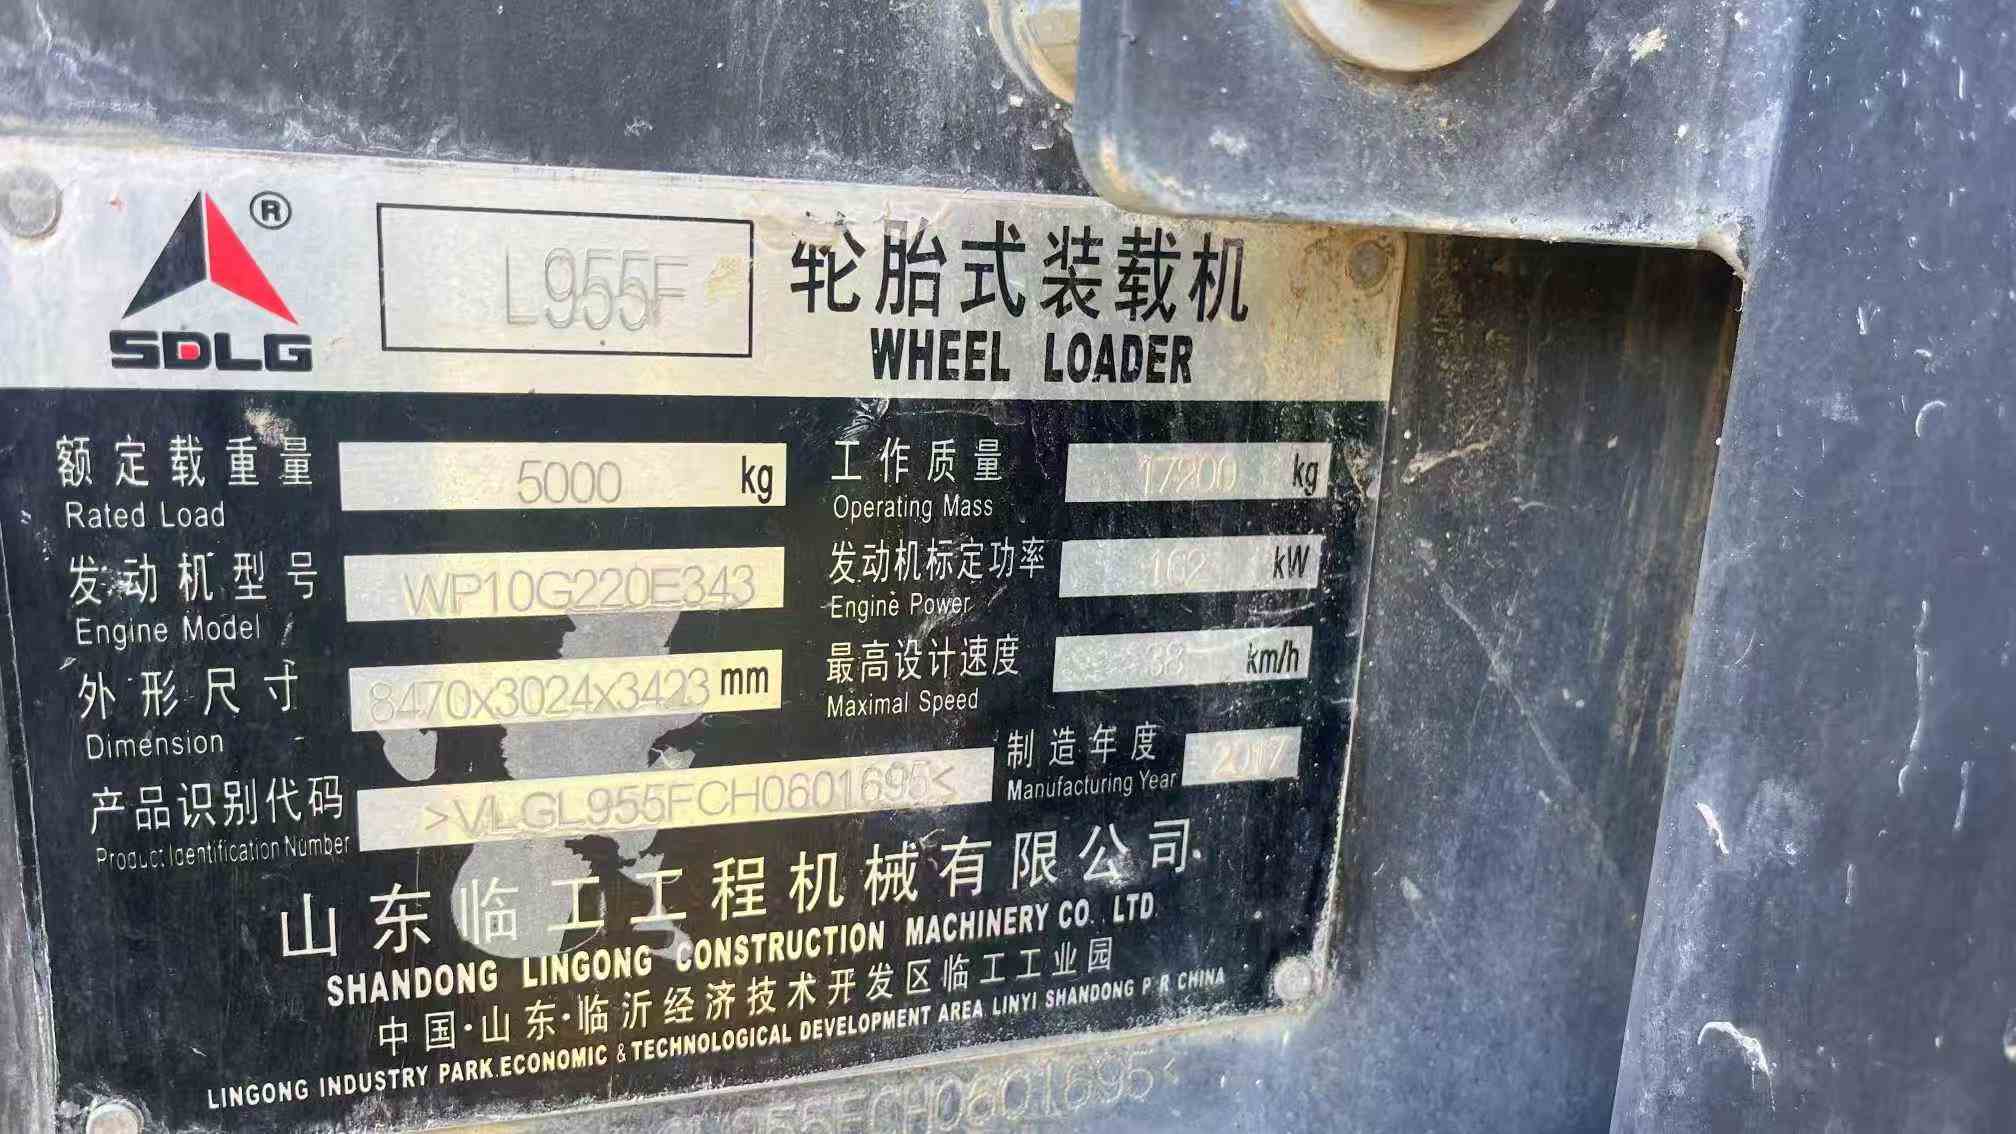 ®
SDLG
L955F
轮胎式装载机
WHEEL LOADER
额定载重量 5000 kg
Rated Load
工作质量 17200 kg
Operating Mass
发动机型号 WP10G220E343
Engine Model
发动机标定功率 162 kW
Engine Power
外形尺寸 8470x3024x3423 mm
Dimension
最高设计速度 38 km/h
Maximal Speed
产品识别代码 >VLGL955FCH0601695<
Product Identification Number
制造年度 2017
Manufacturing Year
山东临工工程机械有限公司
SHANDONG LINGONG CONSTRUCTION MACHINERY CO. LTD
中国·山东·临沂经济技术开发区临工工业园
LINGONG INDUSTRY PARK.ECONOMIC & TECHNOLOGICAL DEVELOPMENT AREA LINYI SHANDONG P R CHINA
955FCH0601695<